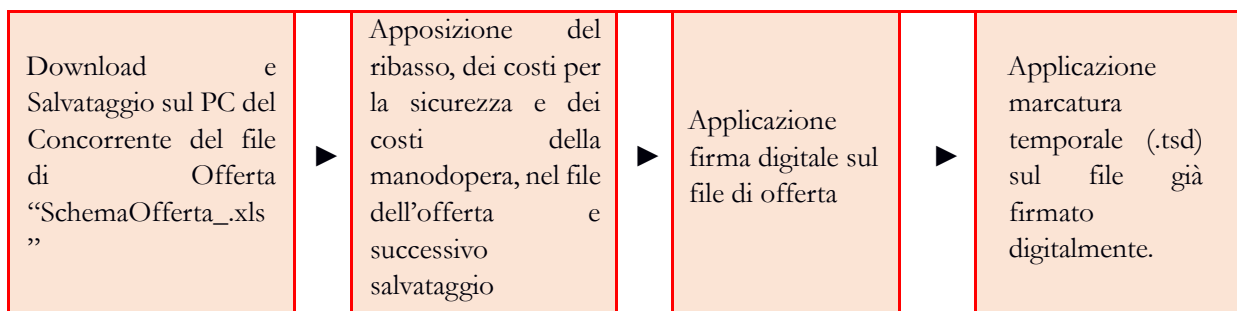 Download e
Salvataggio sul PC del
Concorrente del file
di Offerta
“SchemaOfferta_.xls
”
►
Apposizione del
ribasso, dei costi per
la sicurezza e dei
costi della
manodopera, nel file
dell’offerta e
successivo
salvataggio
►
Applicazione
firma digitale sul
file di offerta
►
Applicazione
marcatura
temporale (.tsd)
sul file già
firmato
digitalmente.